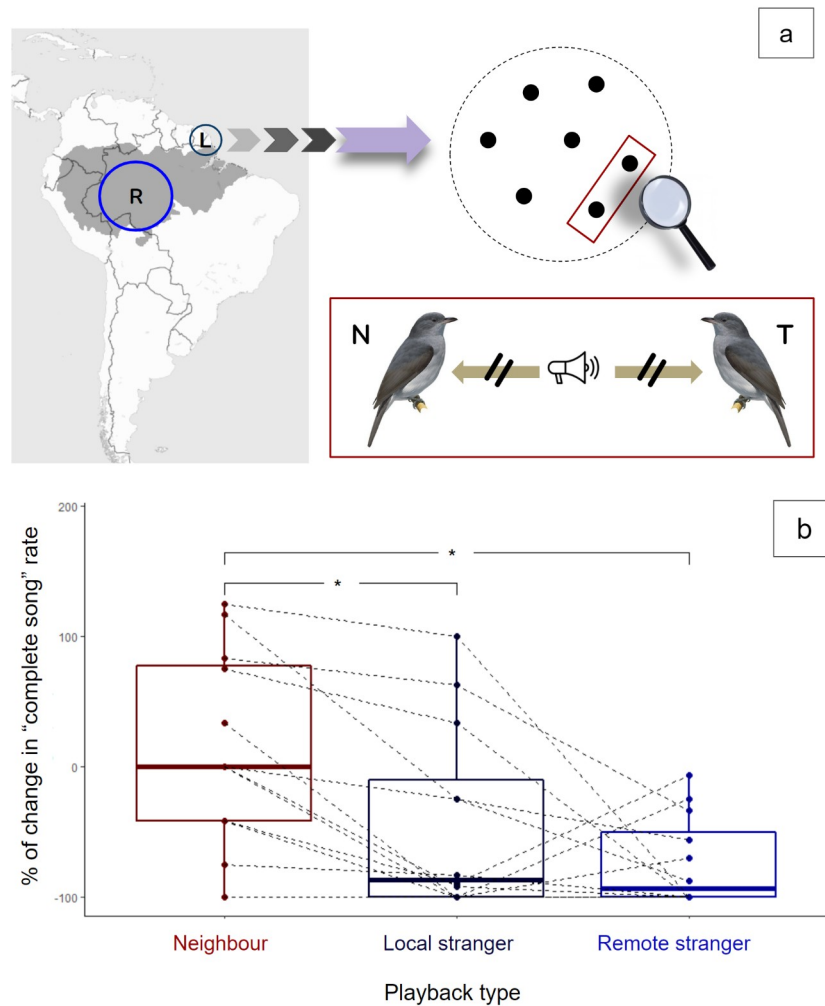 a
L
R
N
T
b
% of change in “complete song” rate
200
100
0
-100
*
*
Neighbour Local stranger Remote stranger
Playback type